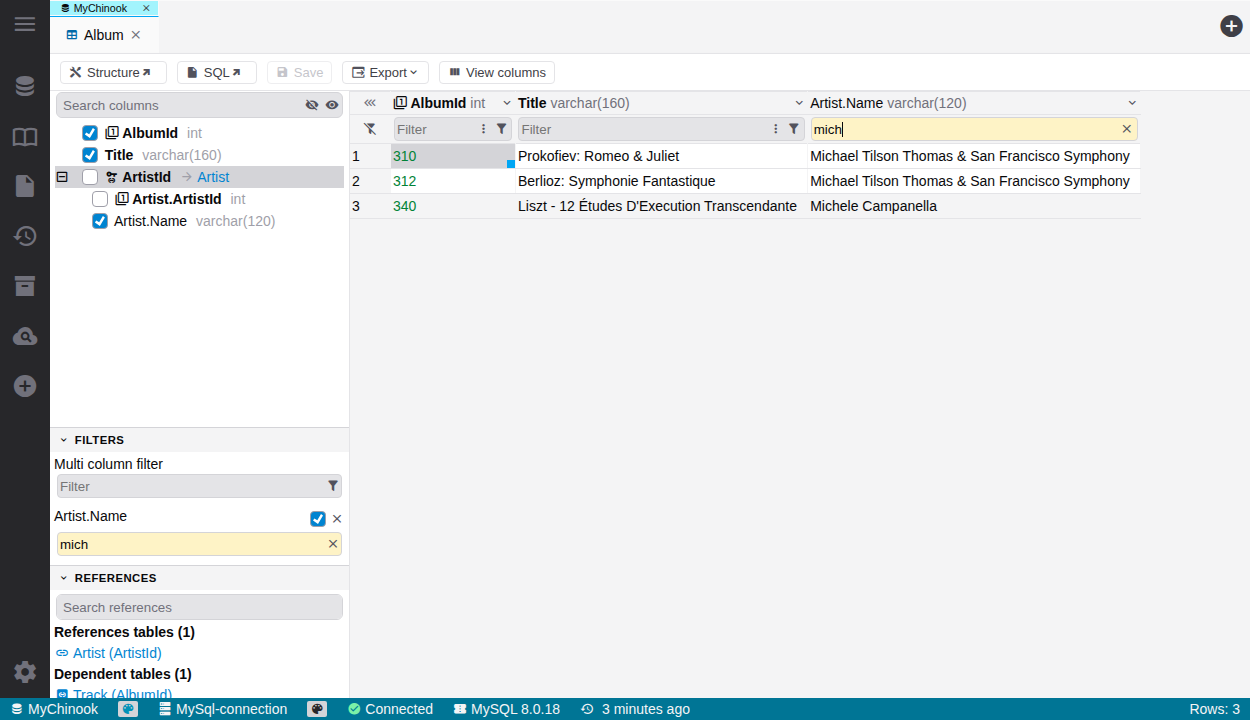 MyChinook
Album
Structure SQL Save Export View columns
Search columns
AlbumId int
Title varchar(160)
ArtistId Artist
Artist.ArtistId int
Artist.Name varchar(120)
FILTERS
Multi column filter
Filter
Artist.Name
mich
REFERENCES
Search references
References tables (1)
Artist (ArtistId)
Dependent tables (1)
Track (AlbumId)
AlbumId int Title varchar(160) Artist.Name varchar(120)
Filter Filter mich
1 310 Prokofiev: Romeo & Juliet Michael Tilson Thomas & San Francisco Symphony
2 312 Berlioz: Symphonie Fantastique Michael Tilson Thomas & San Francisco Symphony
3 340 Liszt - 12 Études D'Execution Transcendante Michele Campanella
MyChinook MySql-connection Connected MySQL 8.0.18 3 minutes ago Rows: 3